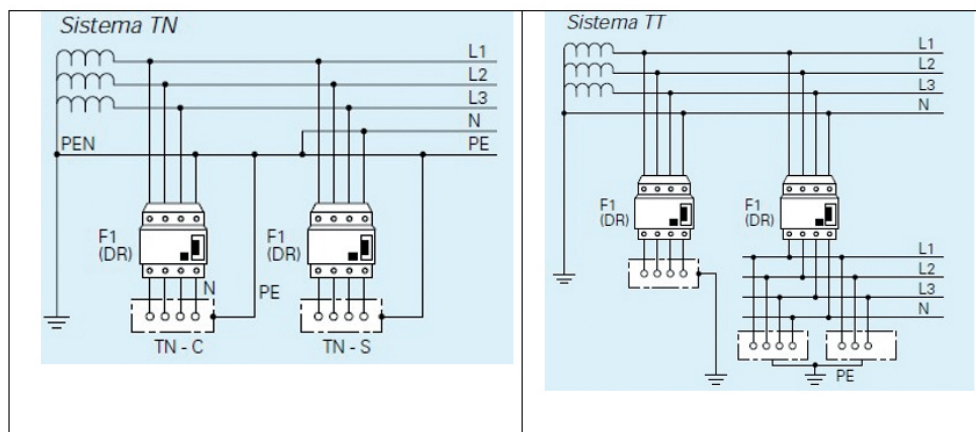 Sistema TN
L1
L2
L3
N
PEN
PE
F1
(DR)
F1
(DR)
N
PE
TN - C
TN - S
Sistema TT
L1
L2
L3
N
F1
(DR)
F1
(DR)
L1
L2
L3
N
PE